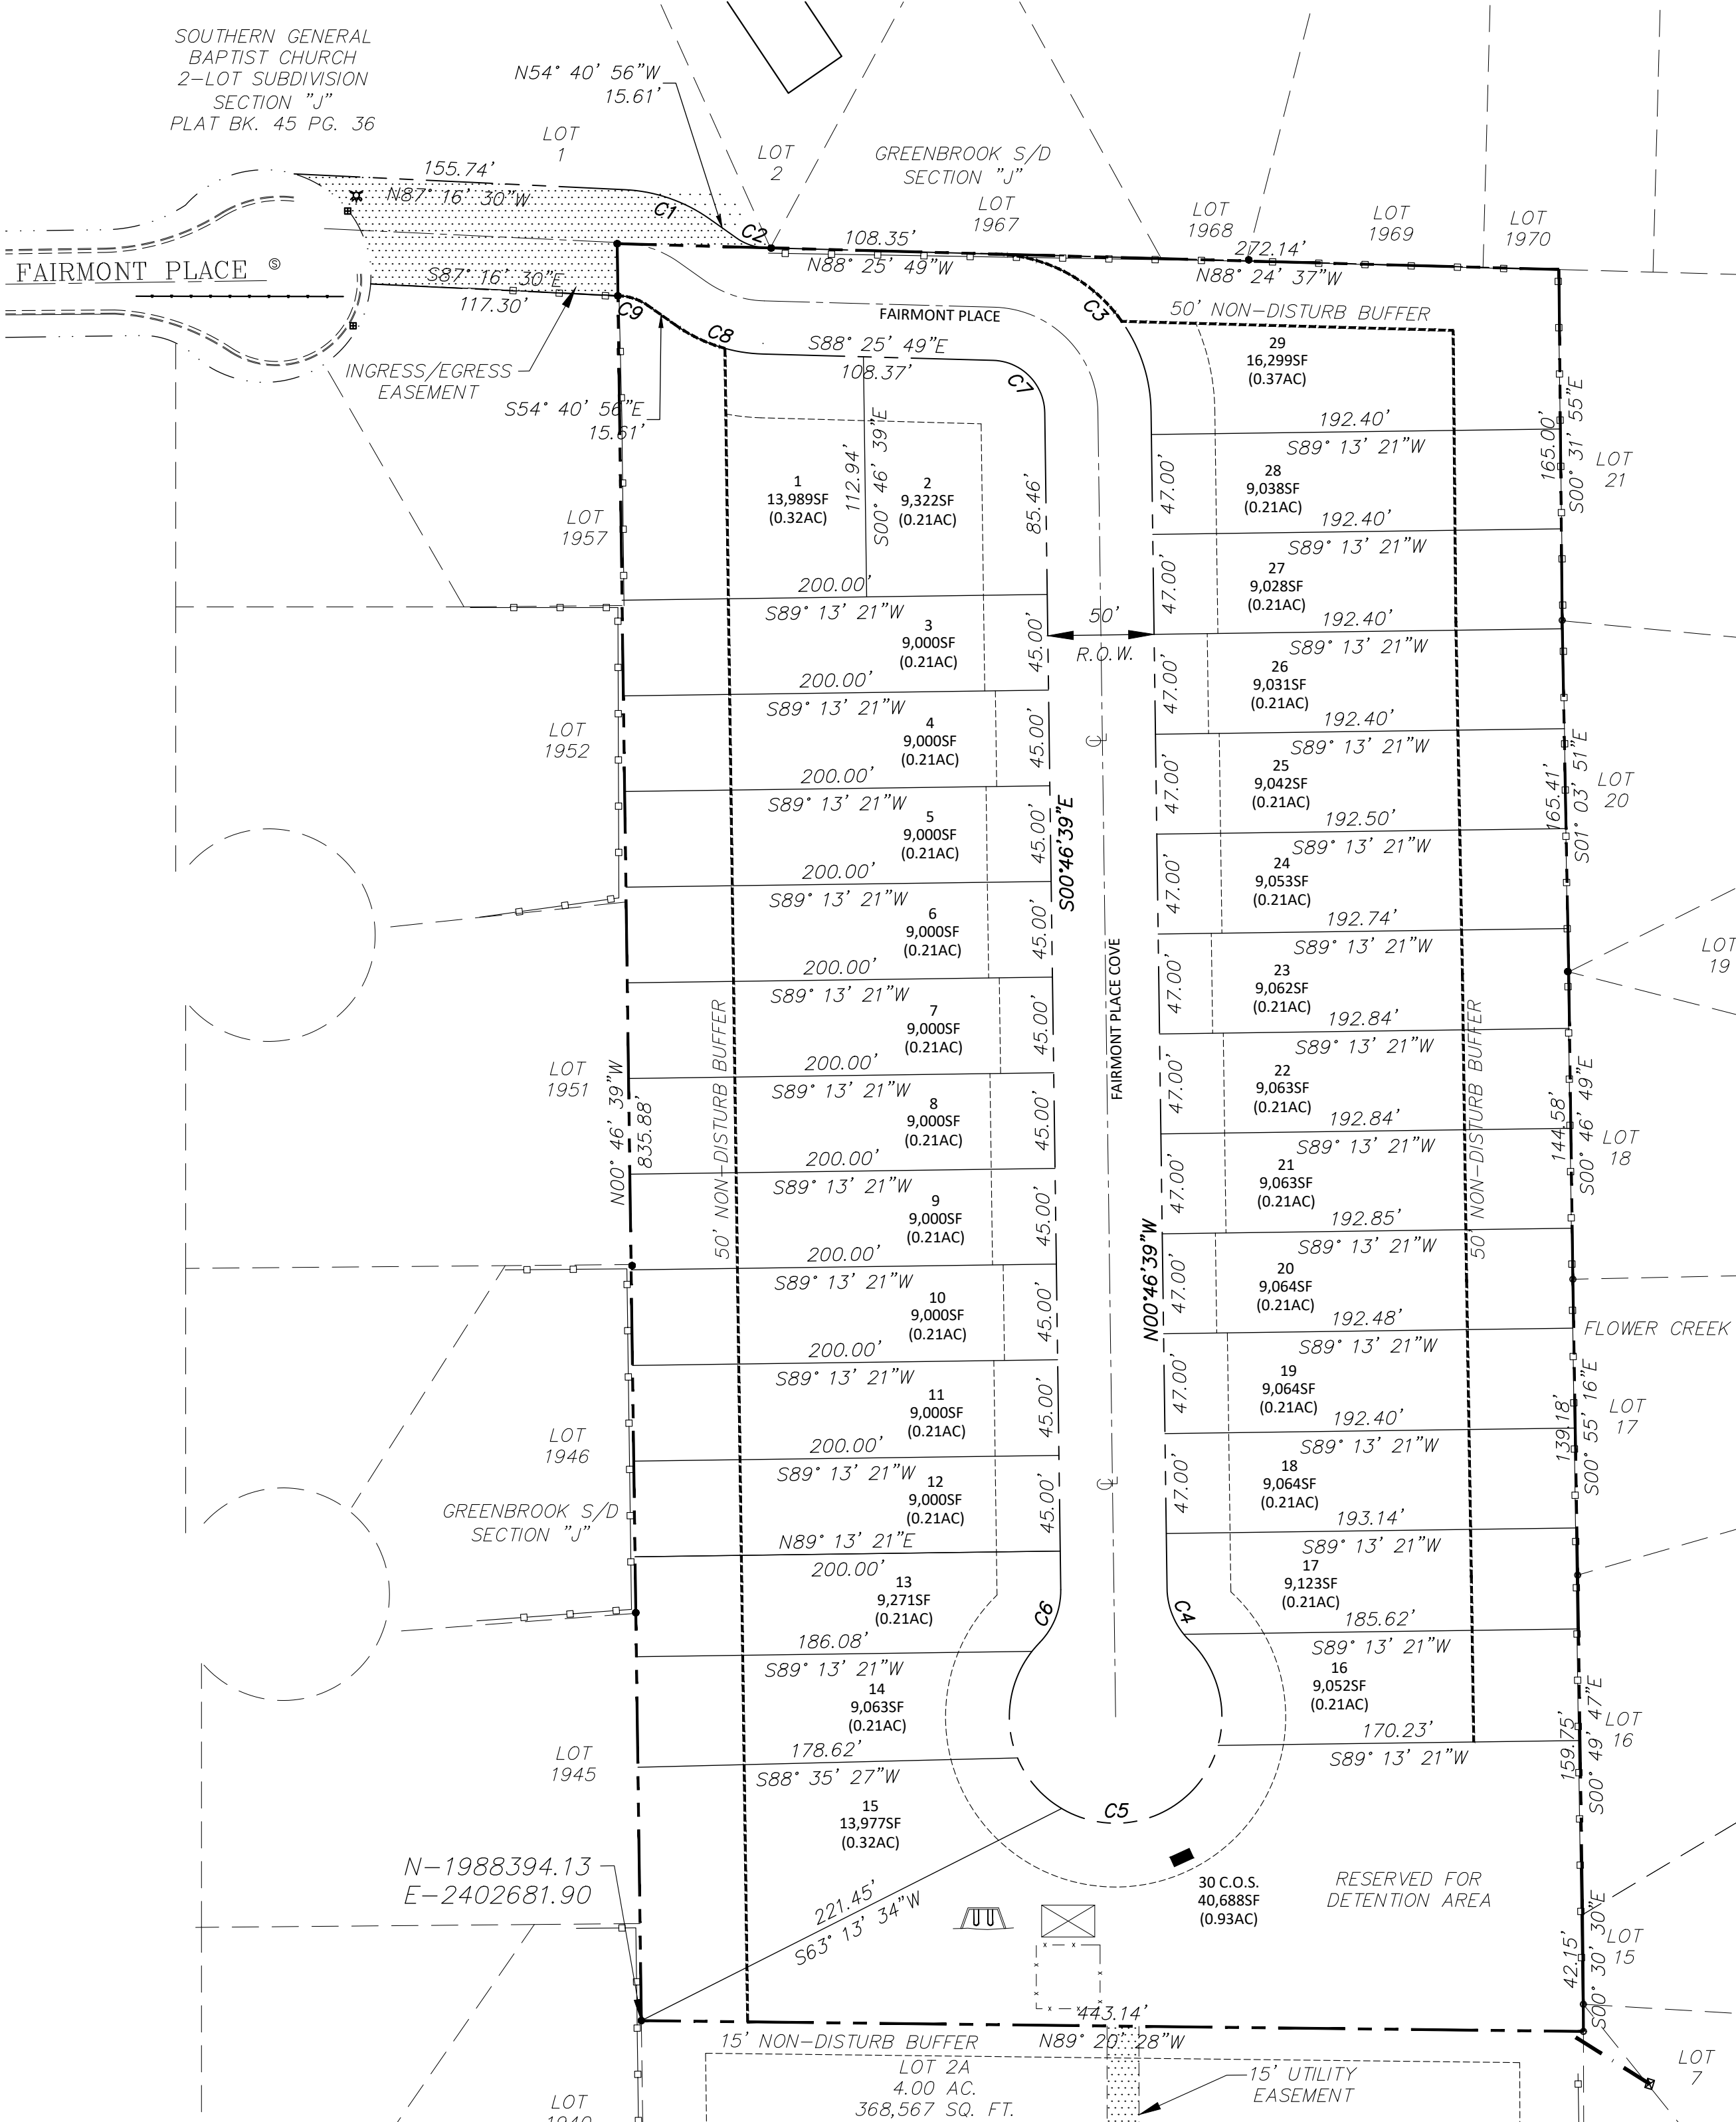 SOUTHERN GENERAL
BAPTIST CHURCH
2-LOT SUBDIVISION
SECTION "J"
PLAT BK. 45 PG. 36
N54° 40' 56"W
15.61'
LOT
1
LOT
2
GREENBROOK S/D
SECTION "J"
LOT
1967
LOT
1968
LOT
1969
LOT
1970
155.74'
N87° 16' 30"W
C1
C2
108.35'
N88° 25' 49"W
272.14'
N88° 24' 37"W
FAIRMONT PLACE
S
S87° 16' 30"E
117.30'
C9
C8
C3
FAIRMONT PLACE
50' NON-DISTURB BUFFER
INGRESS/EGRESS
EASEMENT
S54° 40' 56"E
15.61'
S88° 25' 49"E
108.37'
C7
29
16,299SF
(0.37AC)
192.40'
S89° 13' 21"W
165.00'
S00° 31' 55"E
LOT
21
1
13,989SF
(0.32AC)
112.94'
S00° 46' 39"E
2
9,322SF
(0.21AC)
85.46'
47.00'
28
9,038SF
(0.21AC)
192.40'
S89° 13' 21"W
LOT
1957
200.00'
S89° 13' 21"W
47.00'
27
9,028SF
(0.21AC)
192.40'
S89° 13' 21"W
3
9,000SF
(0.21AC)
45.00'
50'
R.O.W.
200.00'
S89° 13' 21"W
47.00'
26
9,031SF
(0.21AC)
192.40'
S89° 13' 21"W
LOT
1952
4
9,000SF
(0.21AC)
45.00'
200.00'
S89° 13' 21"W
47.00'
25
9,042SF
(0.21AC)
192.50'
S89° 13' 21"W
165.41'
S01° 03' 51"E
LOT
20
5
9,000SF
(0.21AC)
45.00'
S00°46'39"E
200.00'
S89° 13' 21"W
47.00'
24
9,053SF
(0.21AC)
192.74'
S89° 13' 21"W
6
9,000SF
(0.21AC)
45.00'
200.00'
S89° 13' 21"W
FAIRMONT PLACE COVE
47.00'
23
9,062SF
(0.21AC)
192.84'
S89° 13' 21"W
LOT
19
7
9,000SF
(0.21AC)
45.00'
200.00'
S89° 13' 21"W
50' NON-DISTURB BUFFER
50' NON-DISTURB BUFFER
LOT
1951
N00° 46' 39"W
835.88'
47.00'
22
9,063SF
(0.21AC)
192.84'
S89° 13' 21"W
144.58'
S00° 46' 49"E
LOT
18
8
9,000SF
(0.21AC)
45.00'
200.00'
S89° 13' 21"W
47.00'
21
9,063SF
(0.21AC)
192.85'
S89° 13' 21"W
9
9,000SF
(0.21AC)
45.00'
200.00'
S89° 13' 21"W
N00°46'39"W
47.00'
20
9,064SF
(0.21AC)
192.48'
S89° 13' 21"W
FLOWER CREEK
10
9,000SF
(0.21AC)
45.00'
200.00'
S89° 13' 21"W
47.00'
19
9,064SF
(0.21AC)
192.40'
S89° 13' 21"W
139.18'
S00° 55' 16"E
LOT
17
11
9,000SF
(0.21AC)
45.00'
200.00'
S89° 13' 21"W
LOT
1946
GREENBROOK S/D
SECTION "J"
47.00'
18
9,064SF
(0.21AC)
193.14'
S89° 13' 21"W
12
9,000SF
(0.21AC)
45.00'
N89° 13' 21"E
200.00'
17
9,123SF
(0.21AC)
185.62'
S89° 13' 21"W
13
9,271SF
(0.21AC)
C6
C4
186.08'
S89° 13' 21"W
16
9,052SF
(0.21AC)
170.23'
S89° 13' 21"W
159.75'
S00° 49' 47"E
LOT
16
14
9,063SF
(0.21AC)
178.62'
S88° 35' 27"W
LOT
1945
15
13,977SF
(0.32AC)
C5
N-1988394.13
E-2402681.90
221.45'
S63° 13' 34"W
30 C.O.S.
40,688SF
(0.93AC)
RESERVED FOR
DETENTION AREA
42.15'
S00° 30' 30"E
LOT
15
443.14'
N89° 20' 28"W
15' NON-DISTURB BUFFER
LOT 2A
4.00 AC.
368,567 SQ. FT.
15' UTILITY
EASEMENT
LOT
7
LOT
1940